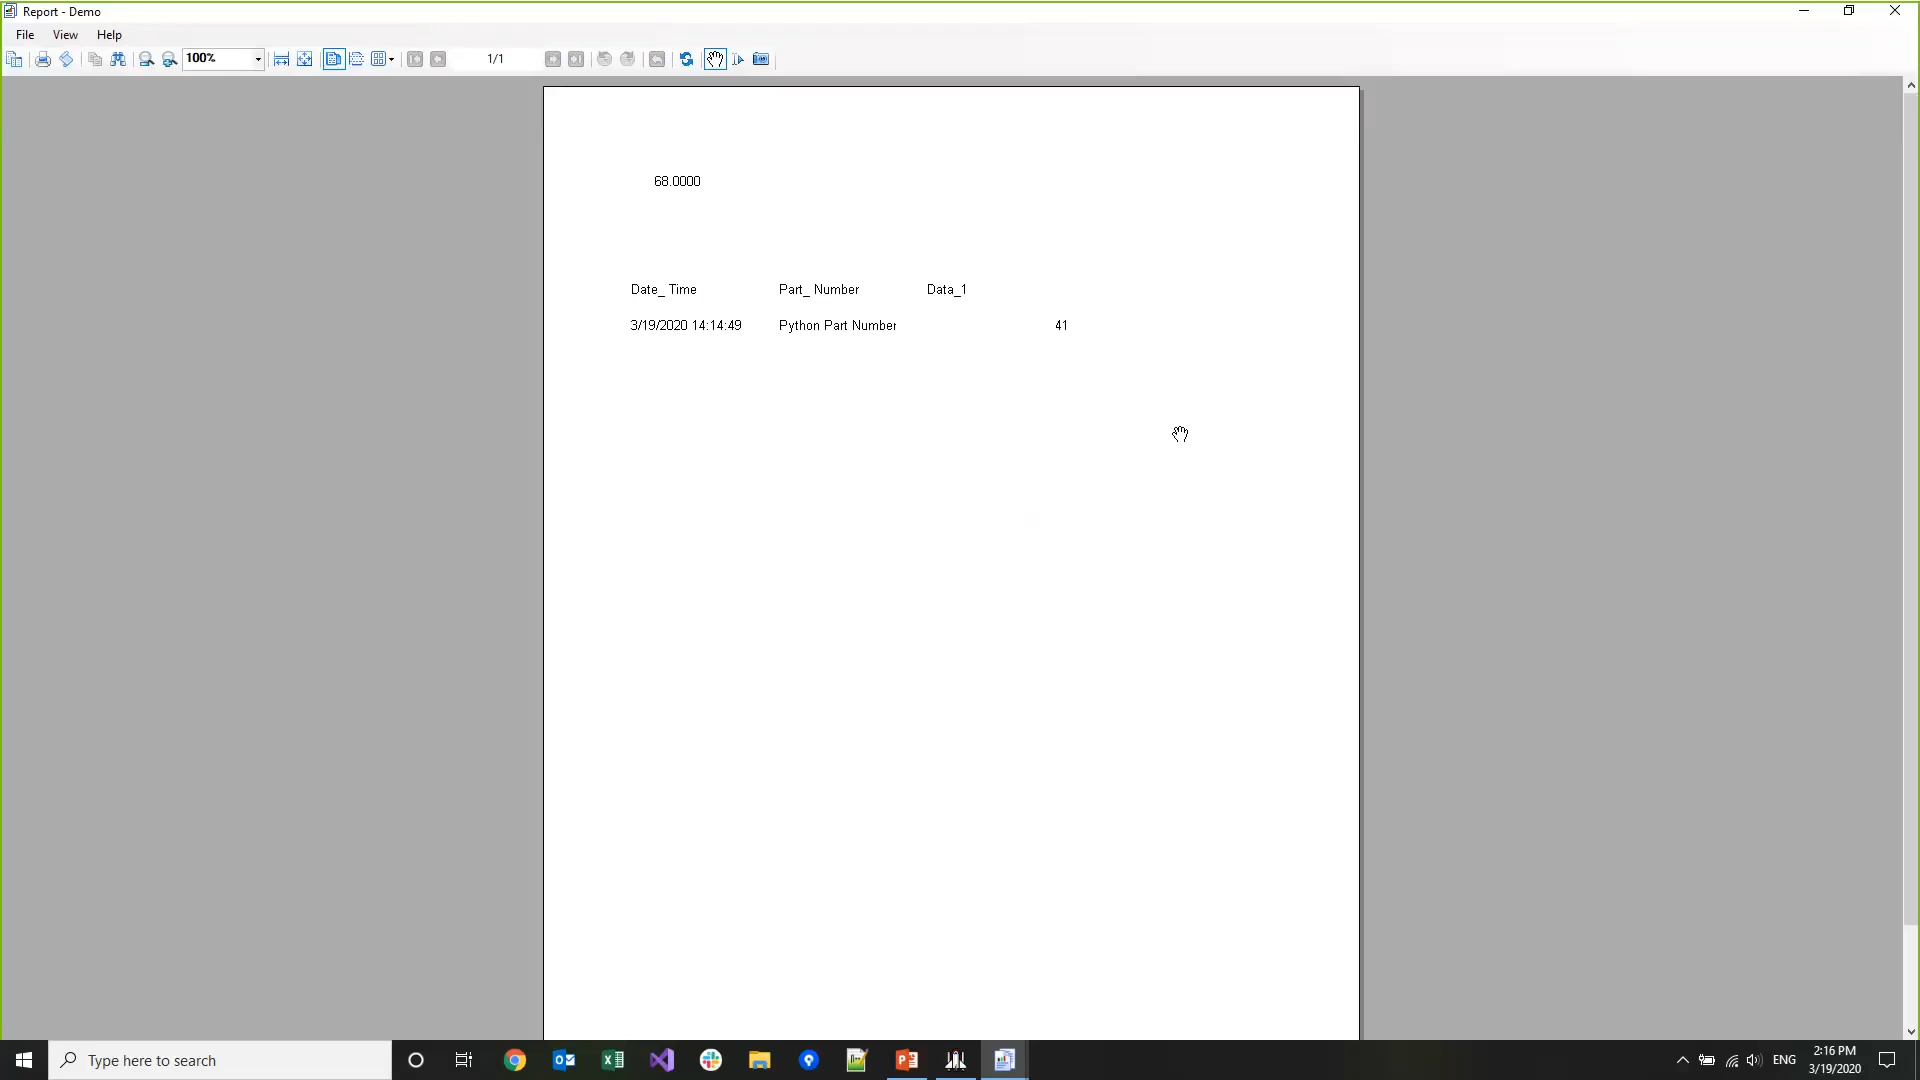 Report - Demo
File View Help
100% 1/1
68.0000
Date_ Time Part_ Number Data_1
3/19/2020 14:14:49 Python Part Number 41
Type here to search
ENG
2:16 PM
3/19/2020